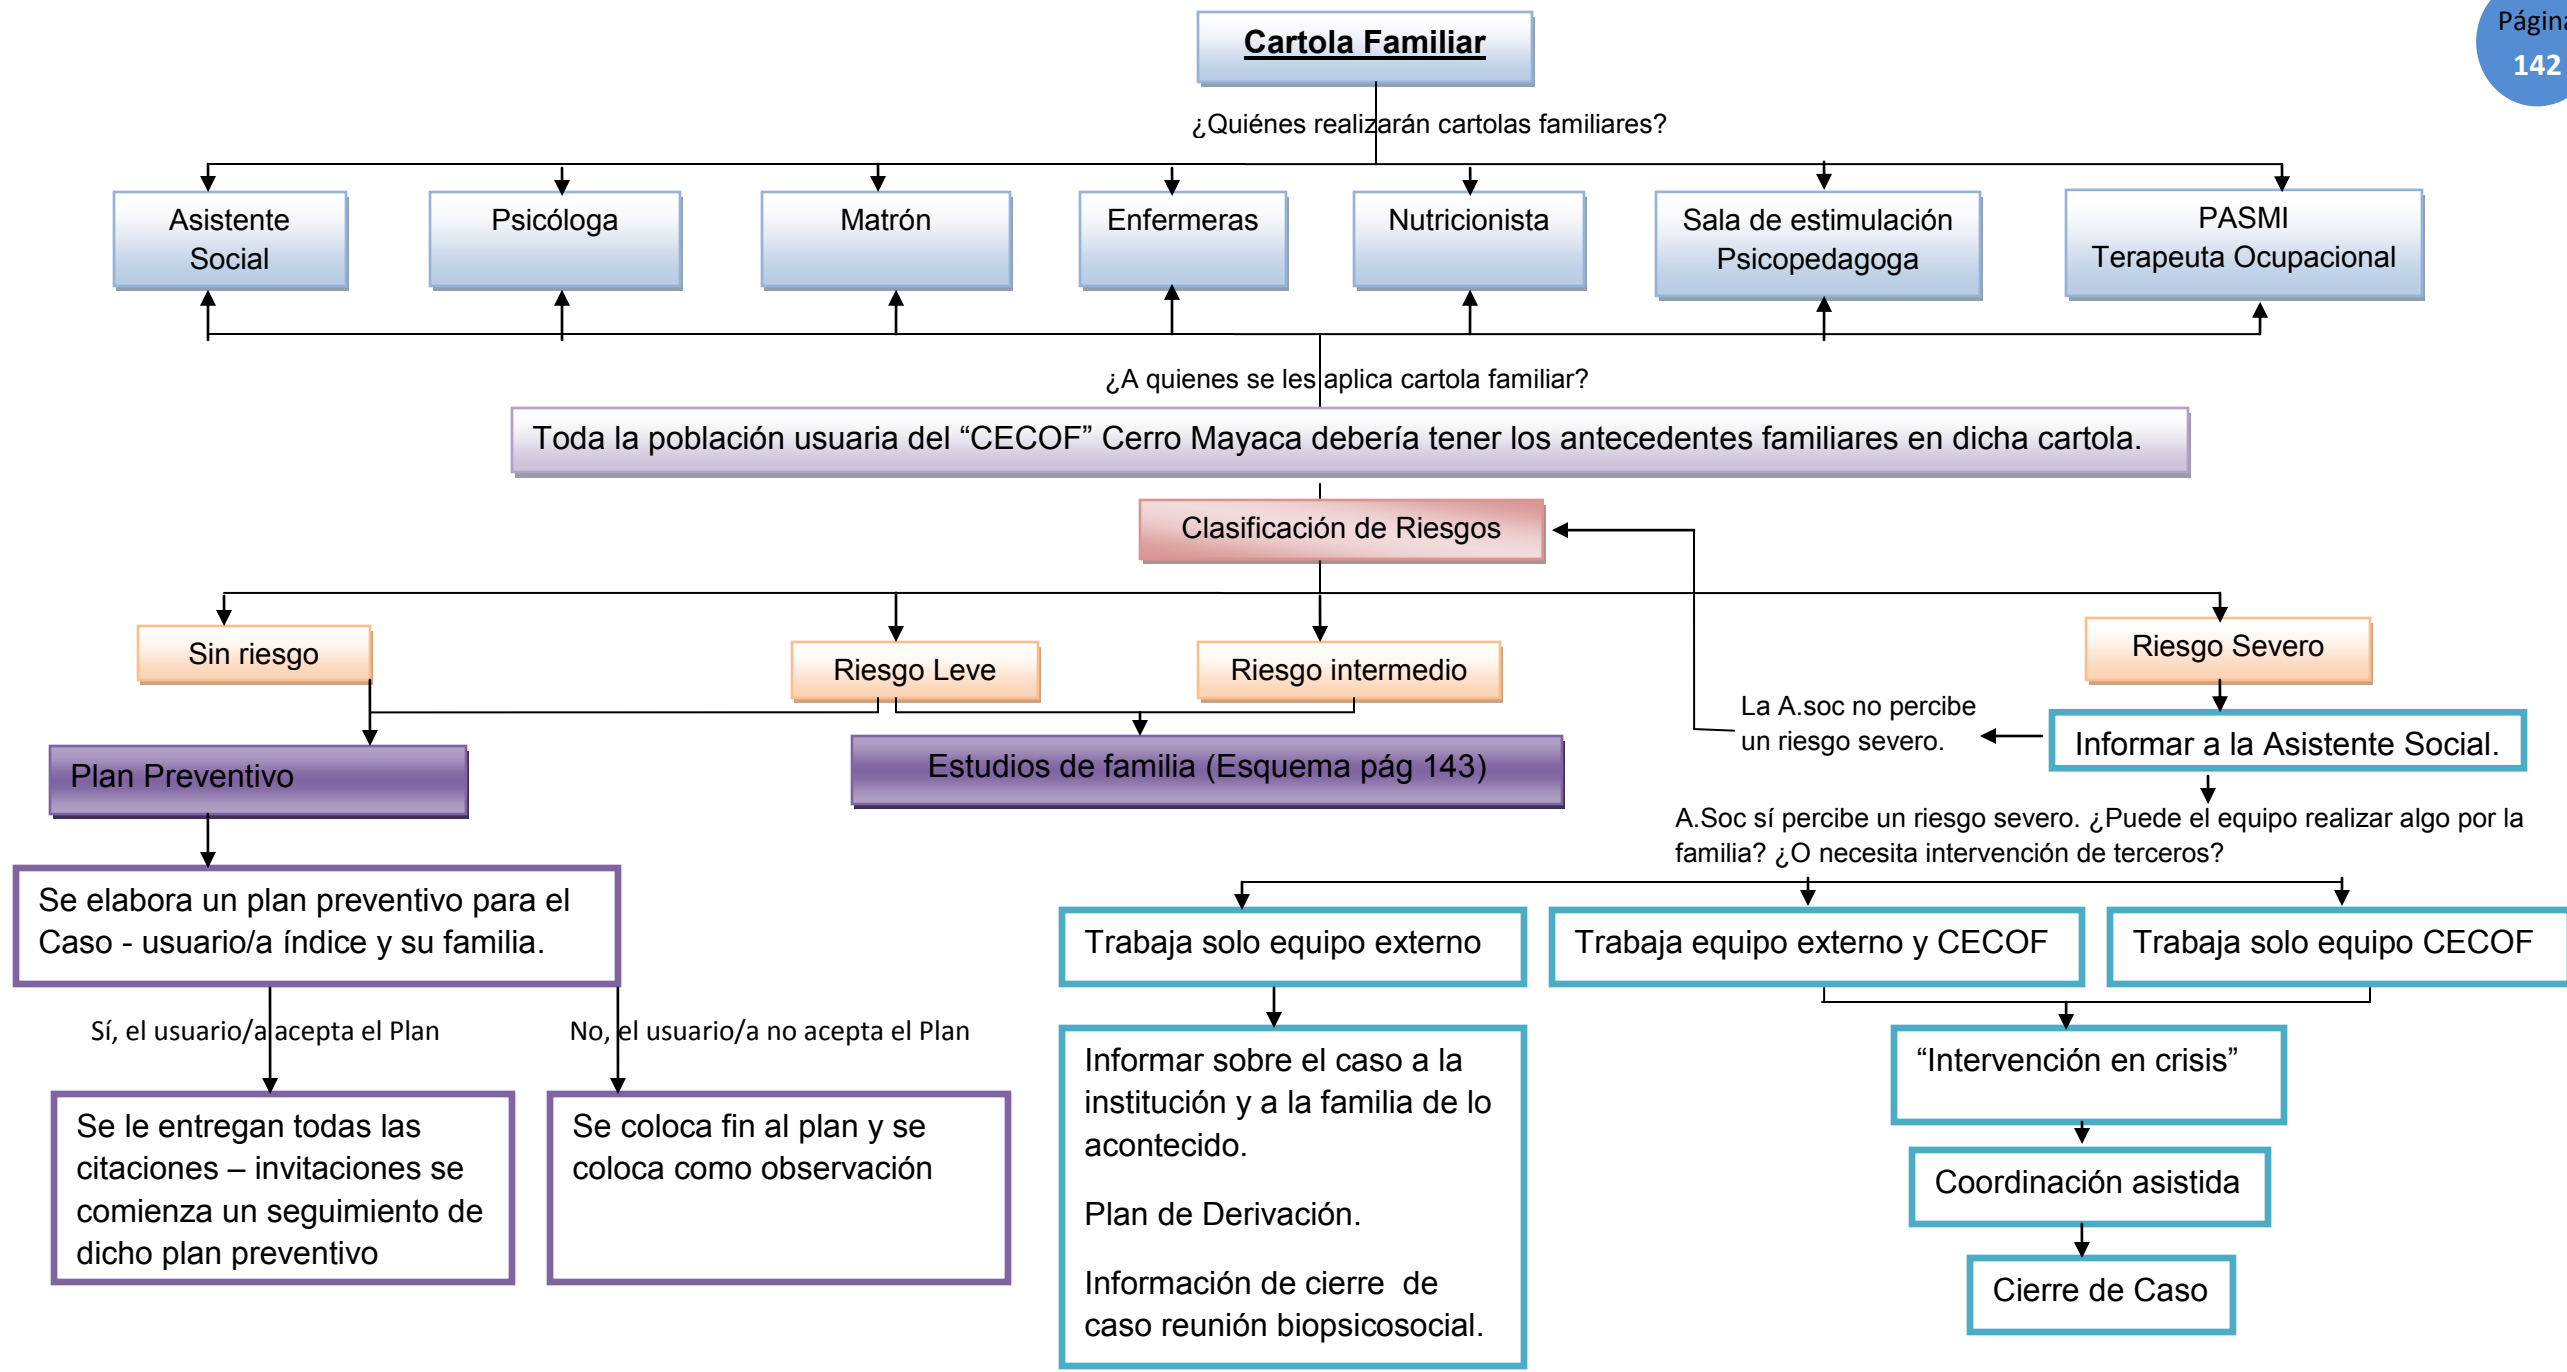 Página
142
Cartola Familiar
¿Quiénes realizarán cartolas familiares?
Asistente
Social
Psicóloga
Matrón
Enfermeras
Nutricionista
Sala de estimulación
Psicopedagoga
PASMI
Terapeuta Ocupacional
¿A quienes se les aplica cartola familiar?
Toda la población usuaria del “CECOF” Cerro Mayaca debería tener los antecedentes familiares en dicha cartola.
Clasificación de Riesgos
Sin riesgo
Riesgo Leve
Riesgo intermedio
Riesgo Severo
La A.soc no percibe
un riesgo severo.
Informar a la Asistente Social.
Plan Preventivo
Estudios de familia (Esquema pág 143)
A.Soc sí percibe un riesgo severo. ¿Puede el equipo realizar algo por la
familia? ¿O necesita intervención de terceros?
Se elabora un plan preventivo para el
Caso - usuario/a índice y su familia.
Trabaja solo equipo externo
Trabaja equipo externo y CECOF
Trabaja solo equipo CECOF
Sí, el usuario/a acepta el Plan
No, el usuario/a no acepta el Plan
Se le entregan todas las
citaciones – invitaciones se
comienza un seguimiento de
dicho plan preventivo
Se coloca fin al plan y se
coloca como observación
Informar sobre el caso a la
institución y a la familia de lo
acontecido.
Plan de Derivación.
Información de cierre de
caso reunión biopsicosocial.
“Intervención en crisis”
Coordinación asistida
Cierre de Caso